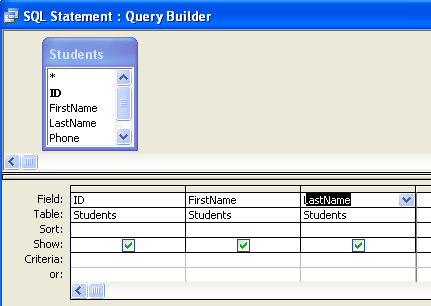 SQL Statement : Query Builder
Students
*
ID
FirstName
LastName
Phone
Field: ID FirstName lastName
Table: Students Students Students
Sort:
Show:
Criteria:
or: